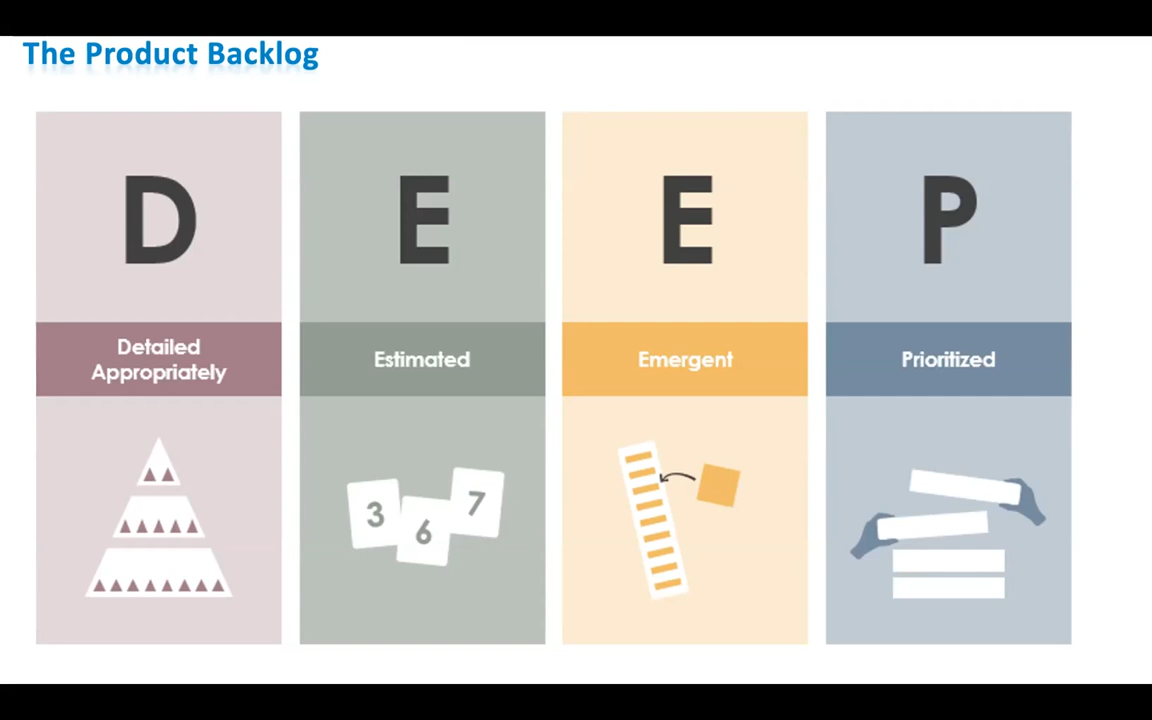 The Product Backlog
D
E
E
P
Detailed
Appropriately
Estimated
Emergent
Prioritized
3
6
7